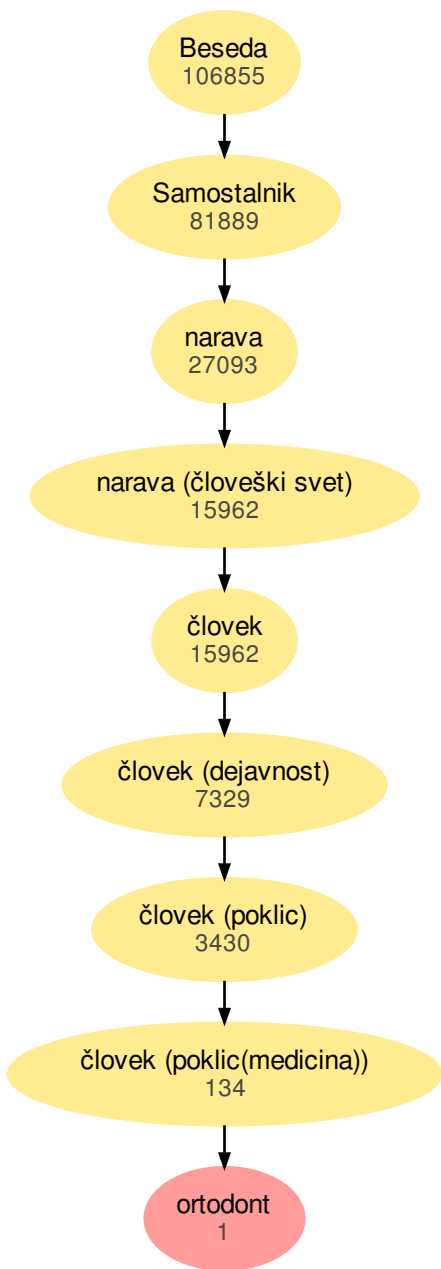 Beseda
106855
Samostalnik
81889
narava
27093
narava (človeški svet)
15962
človek
15962
človek (dejavnost)
7329
človek (poklic)
3430
človek (poklic(medicina))
134
ortodont
1